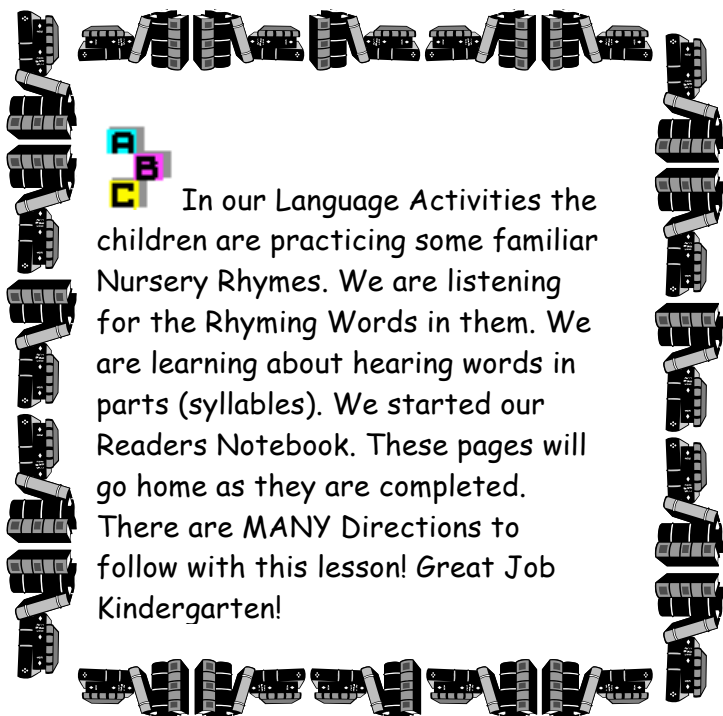 A
B
C
In our Language Activities the
children are practicing some familiar
Nursery Rhymes. We are listening
for the Rhyming Words in them. We
are learning about hearing words in
parts (syllables). We started our
Readers Notebook. These pages will
go home as they are completed.
There are MANY Directions to
follow with this lesson! Great Job
Kindergarten!